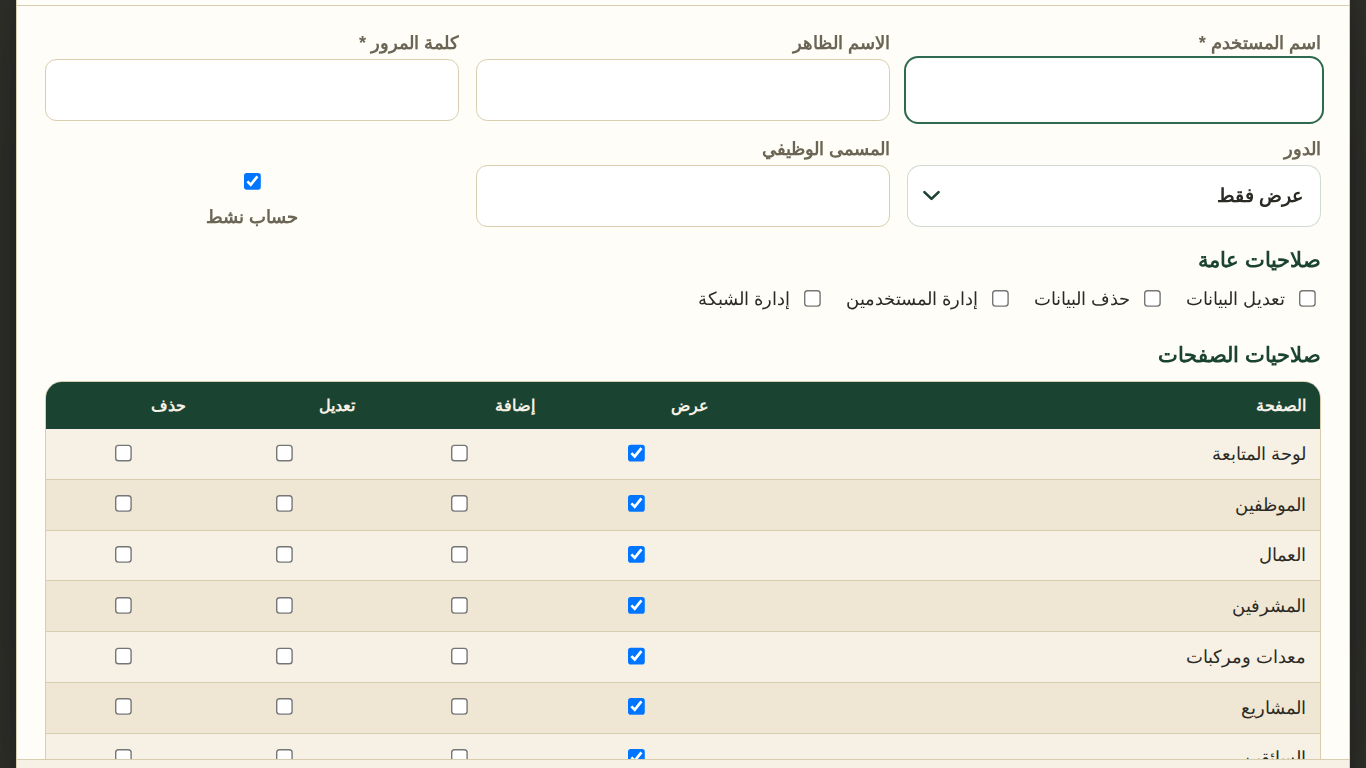 اسم المستخدم *
الاسم الظاهر
كلمة المرور *
الدور
المسمى الوظيفي
عرض فقط
حساب نشط
صلاحيات عامة
تعديل البيانات حذف البيانات إدارة المستخدمين إدارة الشبكة
صلاحيات الصفحات
الصفحة عرض إضافة تعديل حذف
لوحة المتابعة
الموظفين
العمال
المشرفين
معدات ومركبات
المشاريع